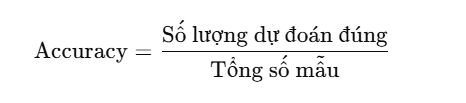 Accuracy = Số lượng dự đoán đúng
Tổng số mẫu